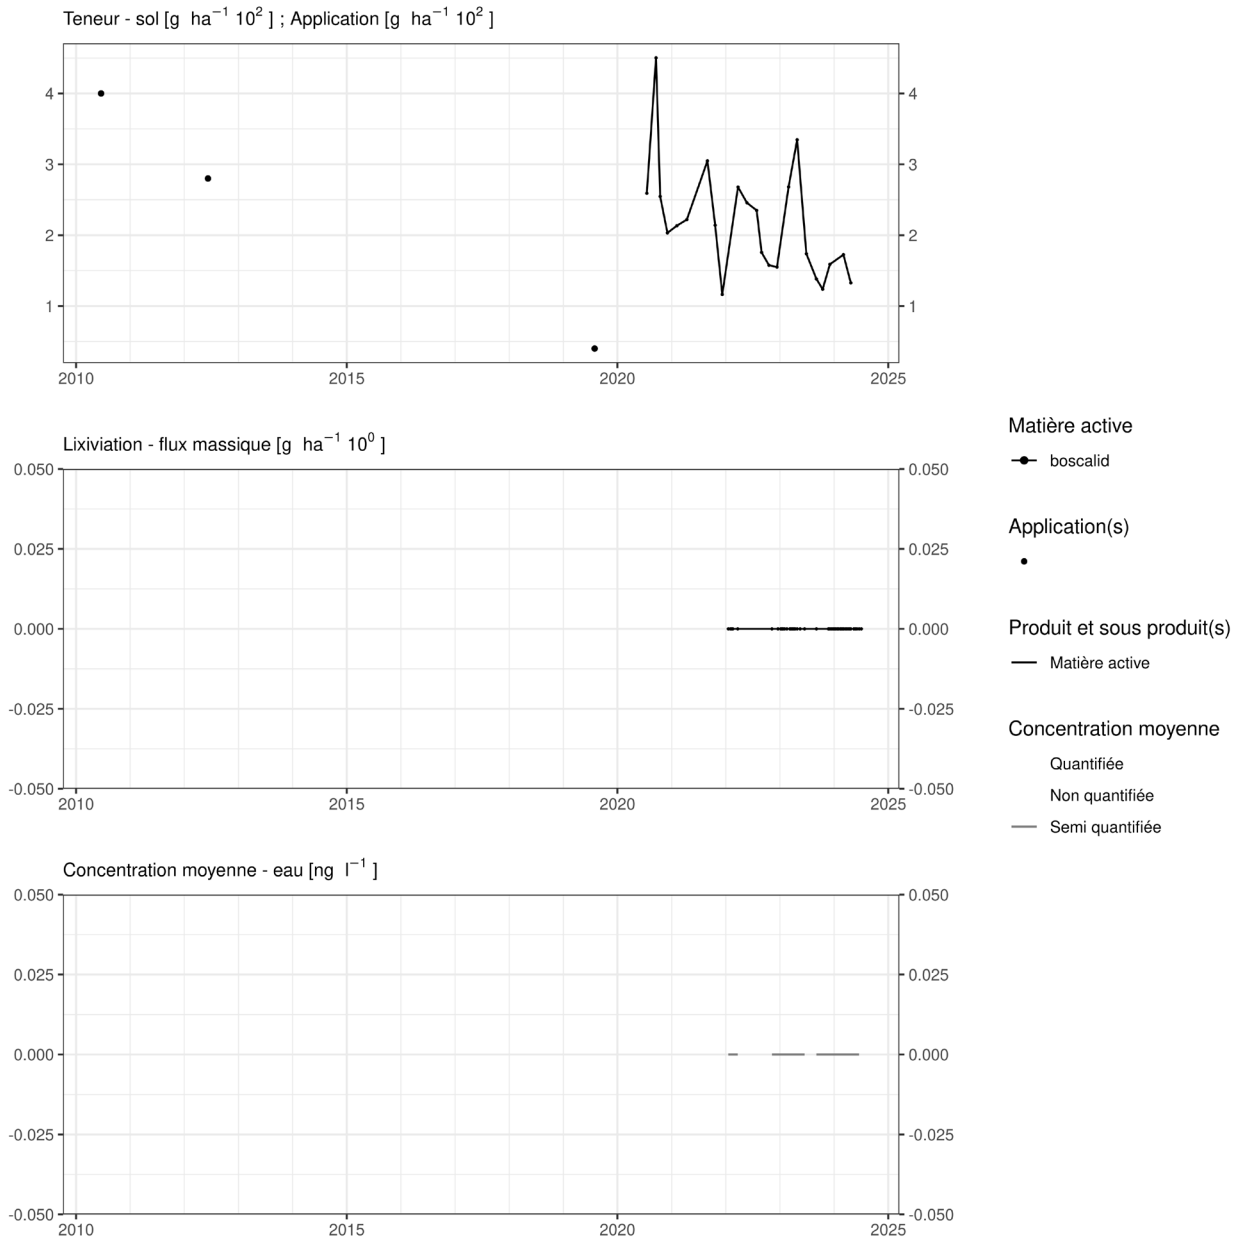 Teneur - sol [g ha−1 102 ] ; Application [g ha−1 102 ]
4 4
3 3
2 2
1 1
2010 2015 2020 2025
Lixiviation - flux massique [g ha−1 100 ]
0.050 0.050
0.025 0.025
0.000 0.000
-0.025 -0.025
-0.050 -0.050
2010 2015 2020 2025
Concentration moyenne - eau [ng l−1 ]
0.050 0.050
0.025 0.025
0.000 0.000
-0.025 -0.025
-0.050 -0.050
2010 2015 2020 2025
Matière active
boscalid
Application(s)
Produit et sous produit(s)
Matière active
Concentration moyenne
Quantifiée
Non quantifiée
Semi quantifiée